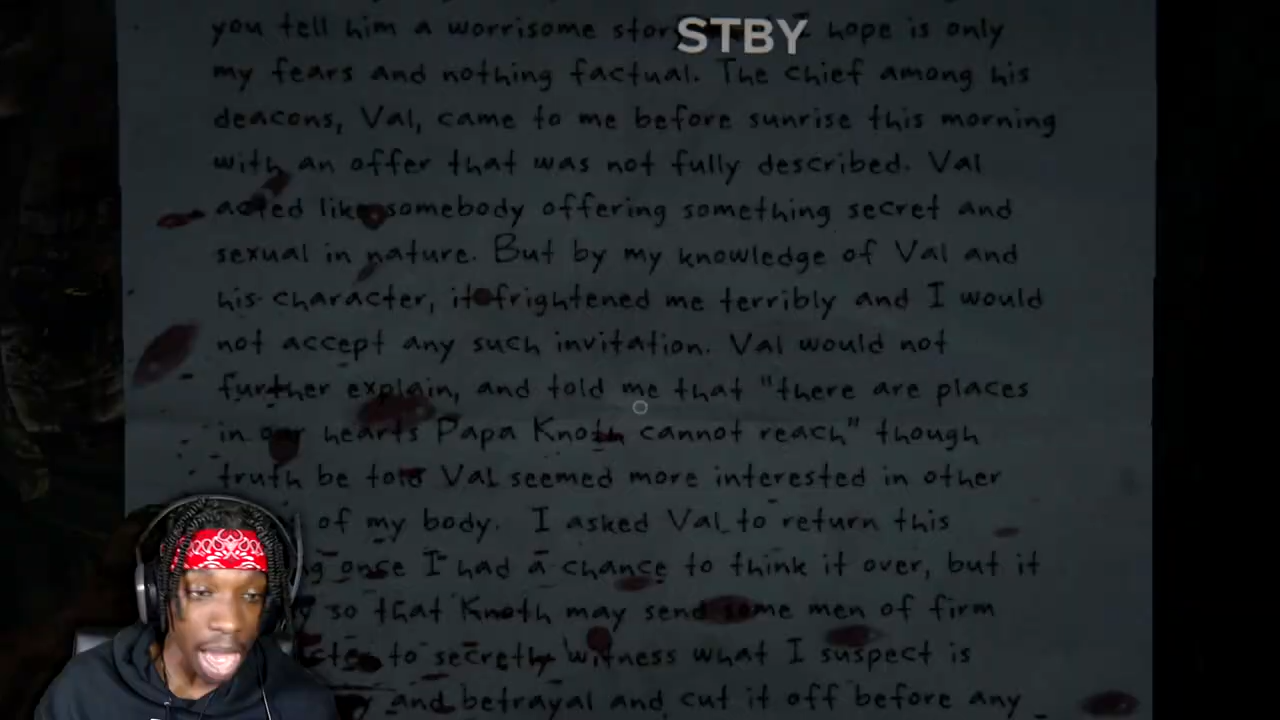 you tell him a worrisome story I hope is only
STBY
my fears and nothing factual. The chief among his
deacons, Val, came to me before sunrise this morning
with an offer that was not fully described. Val
acted like somebody offering something secret and
sexual in nature. But by my knowledge of Val and
his character, it frightened me terribly and I would
not accept any such invitation. Val would not
further explain, and told me that "there are places
in our hearts Papa Knoth cannot reach" though
truth be told Val seemed more interested in other
of my body. I asked Val to return this
once I had a chance to think it over, but it
so that Knoth may send some men of firm
to secretly witness what I suspect is
and betrayal and cut it off before any